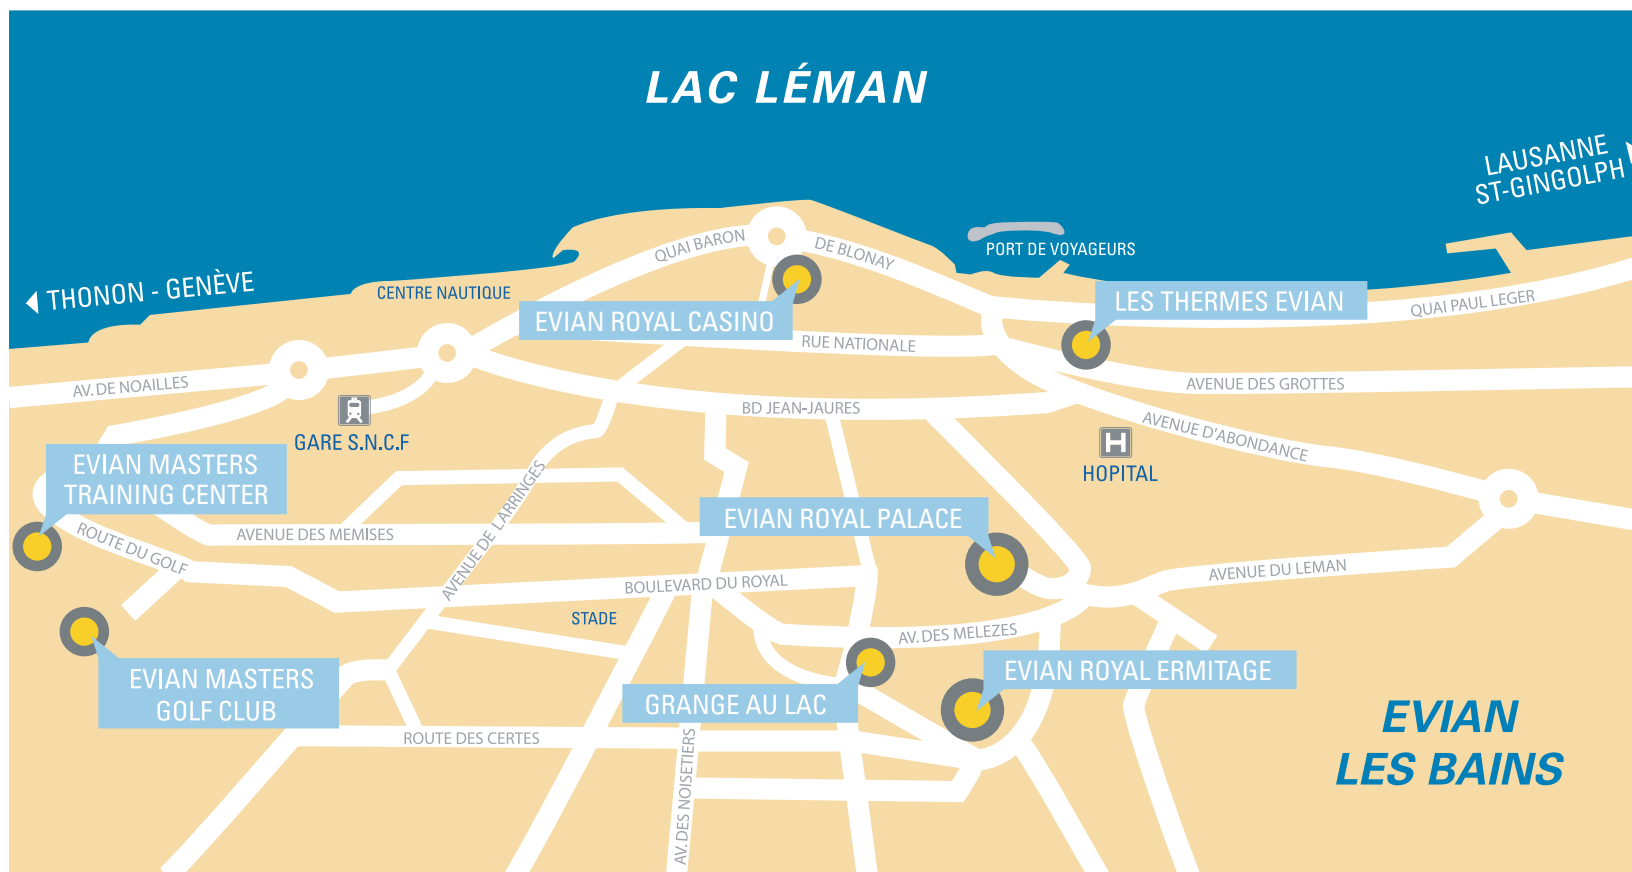 LAC LÉMAN
LAUSANNE
ST-GINGOLPH
THONON - GENÈVE
QUAI BARON
DE BLONAY
PORT DE VOYAGEURS
CENTRE NAUTIQUE
EVIAN ROYAL CASINO
LES THERMES EVIAN
QUAI PAUL LEGER
RUE NATIONALE
AV. DE NOAILLES
AVENUE DES GROTTES
BD JEAN-JAURES
GARE S.N.C.F
AVENUE D'ABONDANCE
H
HOPITAL
EVIAN MASTERS
TRAINING CENTER
EVIAN ROYAL PALACE
AVENUE DES MEMISES
ROUTE DU GOLF
AVENUE DE LARRINGES
BOULEVARD DU ROYAL
AVENUE DU LEMAN
STADE
AV. DES MELEZES
EVIAN MASTERS
GOLF CLUB
GRANGE AU LAC
EVIAN ROYAL ERMITAGE
ROUTE DES CERTES
AV. DES NOISETIERS
EVIAN
LES BAINS